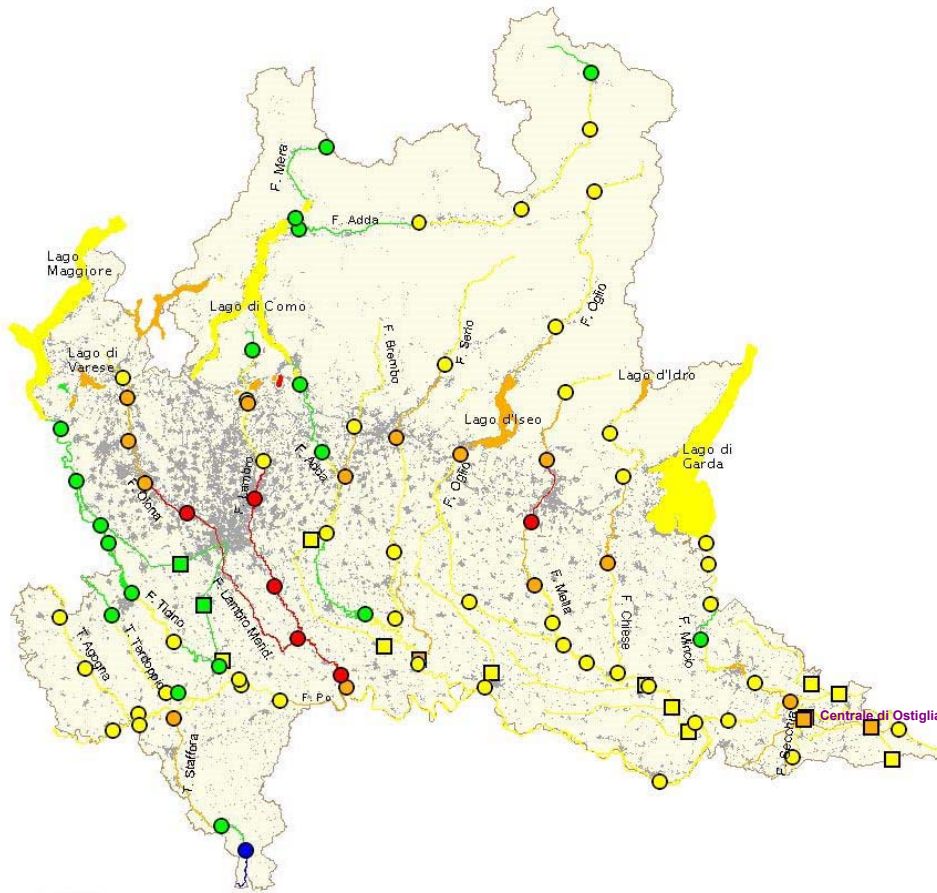 F. Mera
F. Adda
Lago
Maggiore
Lago di Como
F. Oglio
F. Serio
F. Brembo
Lago di
Varese
Lago d'Idro
Lago d'Iseo
Lago di
Garda
F. Adda
F. Lambro
F. Oglio
F. Olona
F. Mella
F. Chiese
F. Lambro Merid.
F. Ticino
T. Terdoppio
T. Agogna
F. Mincio
F. Po
Centrale di Ostiglia
F. Secchia
T. Staffora